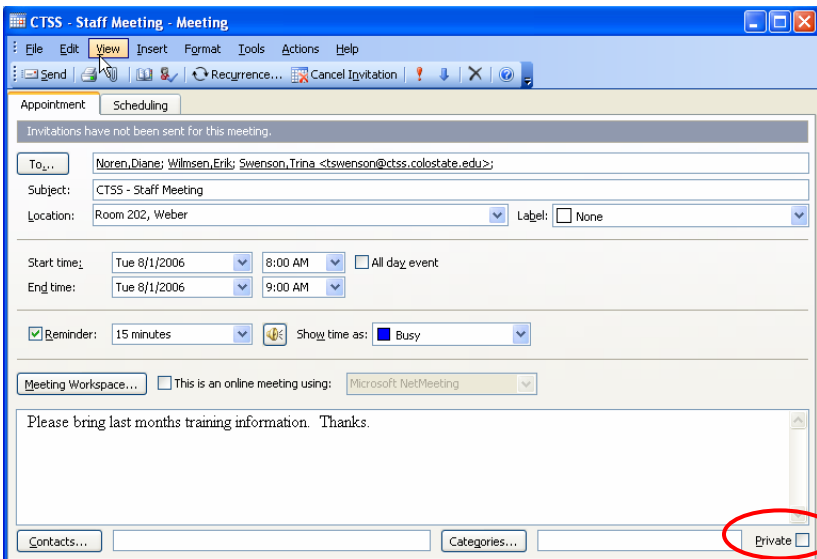 CTSS - Staff Meeting - Meeting
File Edit View Insert Format Tools Actions Help
Send Recurrence... Cancel Invitation
Appointment Scheduling
Invitations have not been sent for this meeting.
To... Noren,Diane; Wilmsen,Erik; Swenson,Trina <tswenson@ctss.colostate.edu>;
Subject: CTSS - Staff Meeting
Location: Room 202, Weber Label: None
Start time: Tue 8/1/2006 8:00 AM All day event
End time: Tue 8/1/2006 9:00 AM
Reminder: 15 minutes Show time as: Busy
Meeting Workspace... This is an online meeting using: Microsoft NetMeeting
Please bring last months training information.  Thanks.
Contacts... Categories... Private